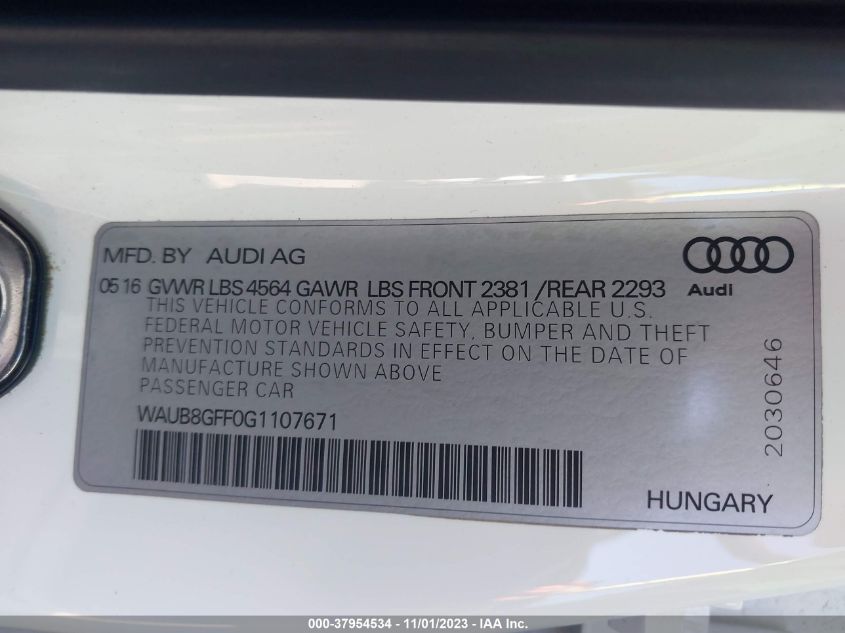 MFD. BY AUDI AG
05 16 GVWR LBS 4564 GAWR LBS FRONT 2381 /REAR 2293
Audi
THIS VEHICLE CONFORMS TO ALL APPLICABLE U.S.
FEDERAL MOTOR VEHICLE SAFETY, BUMPER AND THEFT
PREVENTION STANDARDS IN EFFECT ON THE DATE OF
MANUFACTURE SHOWN ABOVE
PASSENGER CAR
WAUB8GFF0G1107671
2030646
HUNGARY
000-37954534 - 11/01/2023 - IAA Inc.